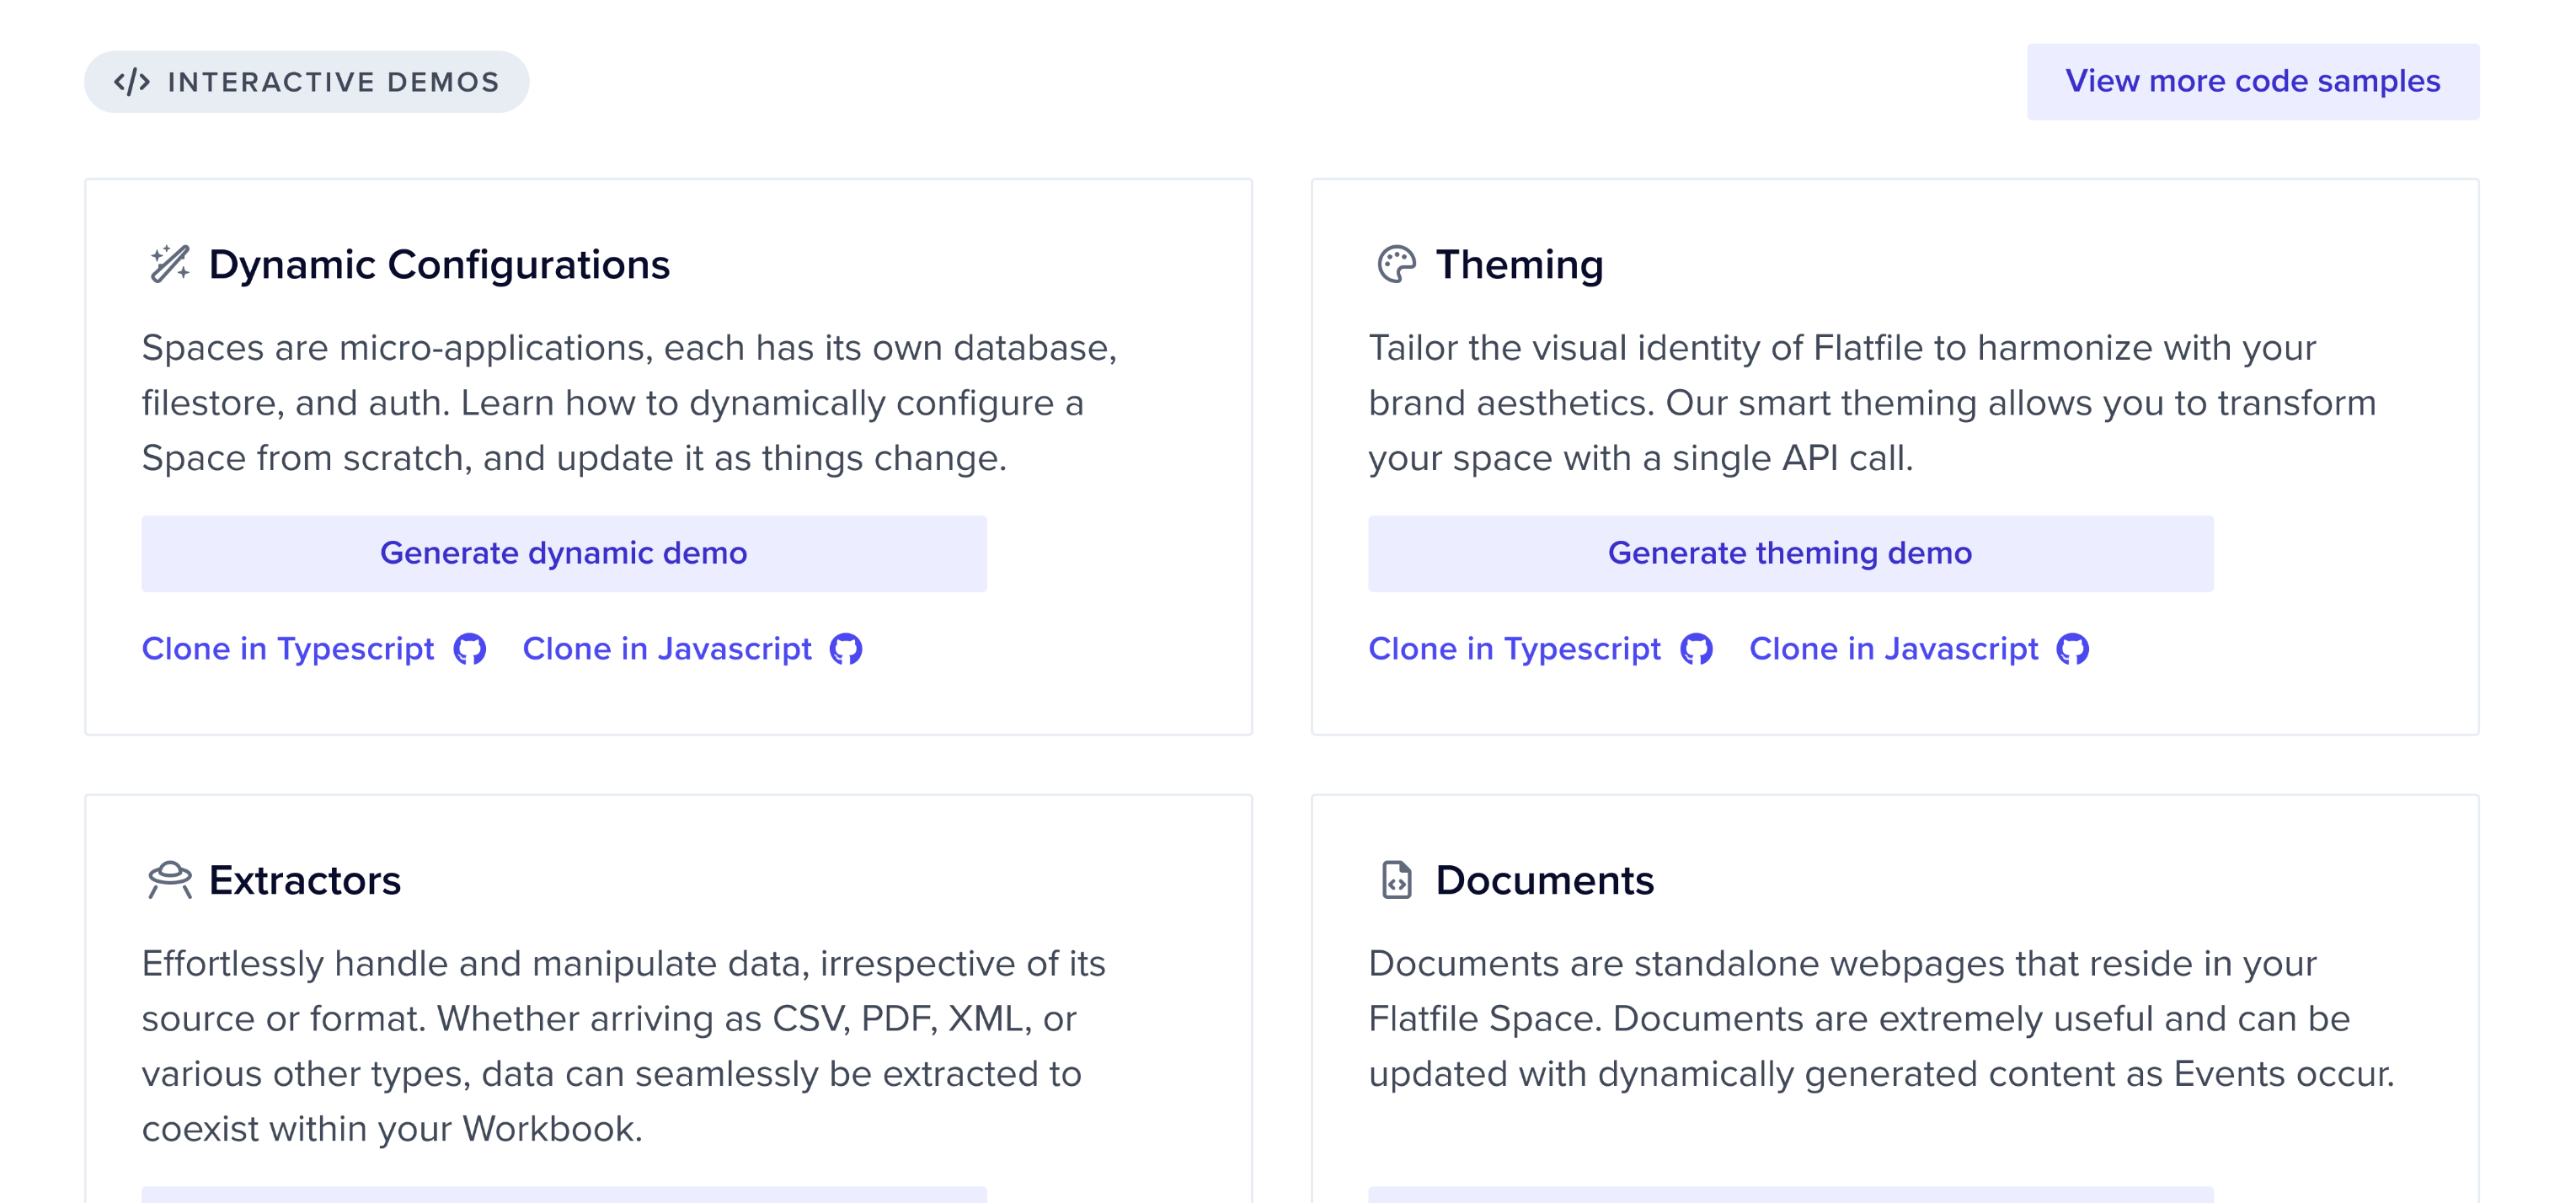 INTERACTIVE DEMOS
View more code samples
Dynamic Configurations
Spaces are micro-applications, each has its own database,
filestore, and auth. Learn how to dynamically configure a
Space from scratch, and update it as things change.
Generate dynamic demo
Clone in Typescript
Clone in Javascript
Theming
Tailor the visual identity of Flatfile to harmonize with your
brand aesthetics. Our smart theming allows you to transform
your space with a single API call.
Generate theming demo
Clone in Typescript
Clone in Javascript
Extractors
Effortlessly handle and manipulate data, irrespective of its
source or format. Whether arriving as CSV, PDF, XML, or
various other types, data can seamlessly be extracted to
coexist within your Workbook.
Documents
Documents are standalone webpages that reside in your
Flatfile Space. Documents are extremely useful and can be
updated with dynamically generated content as Events occur.